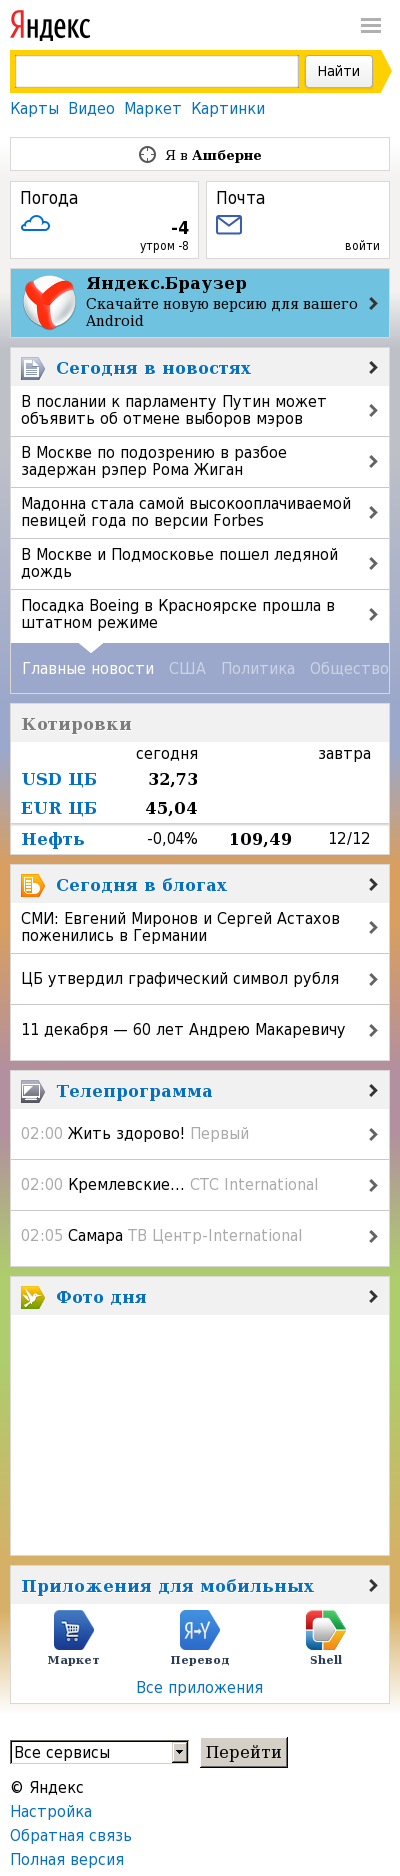 Яндекс
Найти
Карты Видео Маркет Картинки
Я в Ашберне
Погода
-4
утром -8
Почта
войти
Яндекс.Браузер
Скачайте новую версию для вашего
Android
Сегодня в новостях
В послании к парламенту Путин может
объявить об отмене выборов мэров
В Москве по подозрению в разбое
задержан рэпер Рома Жиган
Мадонна стала самой высокооплачиваемой
певицей года по версии Forbes
В Москве и Подмосковье пошел ледяной
дождь
Посадка Boeing в Красноярске прошла в
штатном режиме
Главные новости США Политика Общество
Котировки
сегодня завтра
USD ЦБ 32,73
EUR ЦБ 45,04
Нефть -0,04% 109,49 12/12
Сегодня в блогах
СМИ: Евгений Миронов и Сергей Астахов
поженились в Германии
ЦБ утвердил графический символ рубля
11 декабря — 60 лет Андрею Макаревичу
Телепрограмма
02:00 Жить здорово! Первый
02:00 Кремлевские... СТС International
02:05 Самара ТВ Центр-International
Фото дня
Приложения для мобильных
Я→Y
Маркет Перевод Shell
Все приложения
Все сервисы Перейти
© Яндекс
Настройка
Обратная связь
Полная версия